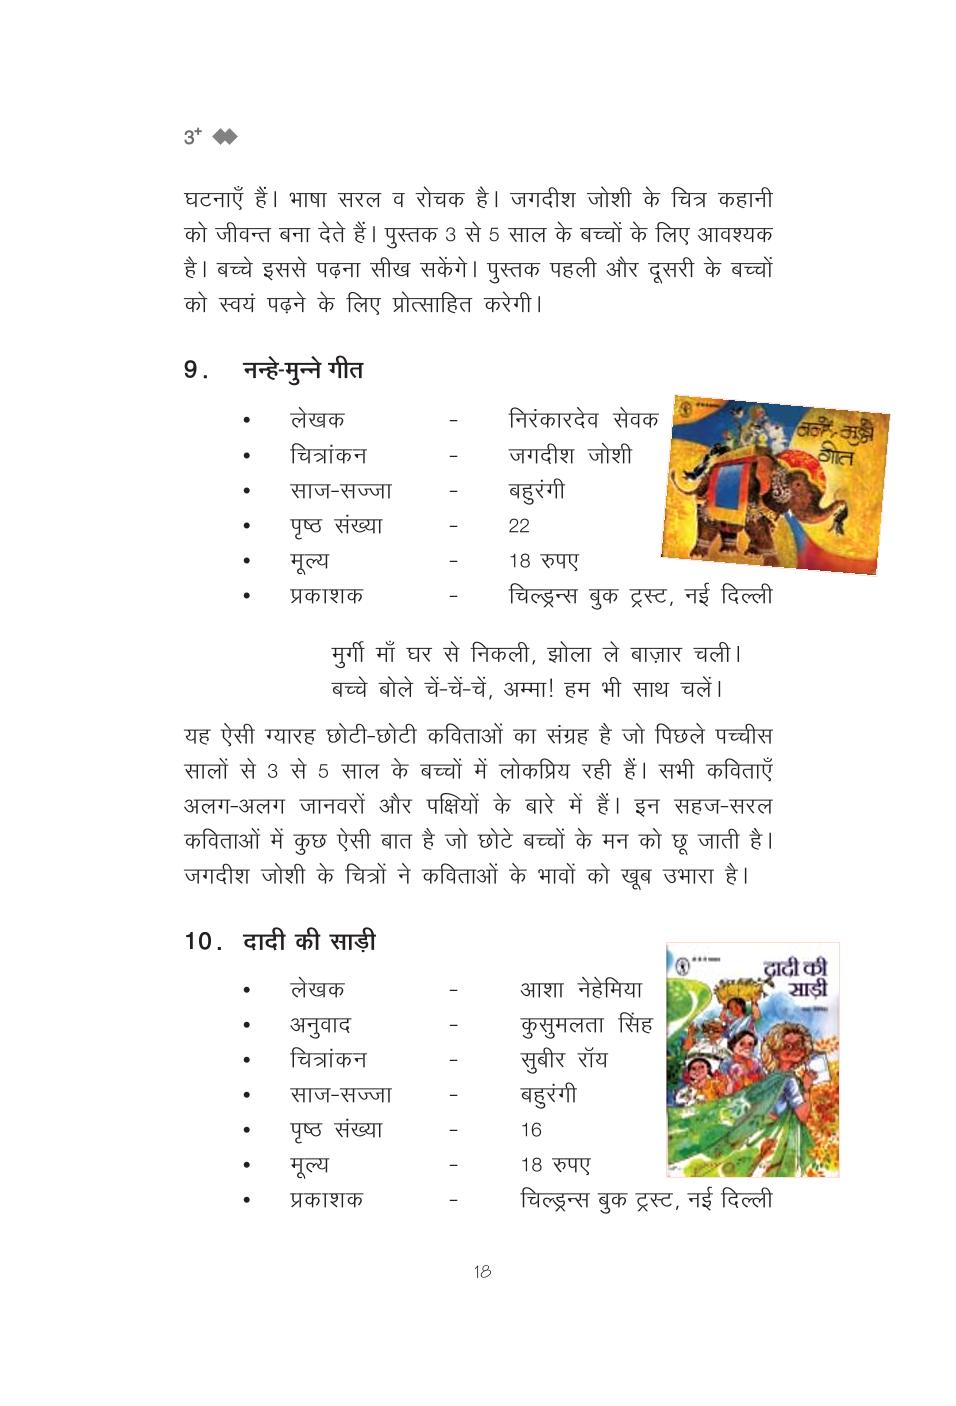 3+
घटनाएँ हैं। भाषा सरल व रोचक है। जगदीश जोशी के चित्र कहानी
को जीवन्त बना देते हैं। पुस्तक 3 से 5 साल के बच्चों के लिए आवश्यक
है। बच्चे इससे पढ़ना सीख सकेंगे। पुस्तक पहली और दूसरी के बच्चों
को स्वयं पढ़ने के लिए प्रोत्साहित करेगी।
9. नन्हे-मुन्ने गीत
• लेखक - निरंकारदेव सेवक
• चित्रांकन - जगदीश जोशी
• साज-सज्जा - बहुरंगी
• पृष्ठ संख्या - 22
• मूल्य - 18 रुपए
• प्रकाशक - चिल्ड्रन्स बुक ट्रस्ट, नई दिल्ली
नन्हे-मुन्ने
गीत
मुर्गी माँ घर से निकली, झोला ले बाज़ार चली।
बच्चे बोले चें-चें-चें, अम्मा! हम भी साथ चलें।
यह ऐसी ग्यारह छोटी-छोटी कविताओं का संग्रह है जो पिछले पच्चीस
सालों से 3 से 5 साल के बच्चों में लोकप्रिय रही हैं। सभी कविताएँ
अलग-अलग जानवरों और पक्षियों के बारे में हैं। इन सहज-सरल
कविताओं में कुछ ऐसी बात है जो छोटे बच्चों के मन को छू जाती है।
जगदीश जोशी के चित्रों ने कविताओं के भावों को खूब उभारा है।
10. दादी की साड़ी
• लेखक - आशा नेहेमिया
• अनुवाद - कुसुमलता सिंह
• चित्रांकन - सुबीर रॉय
• साज-सज्जा - बहुरंगी
• पृष्ठ संख्या - 16
• मूल्य - 18 रुपए
• प्रकाशक - चिल्ड्रन्स बुक ट्रस्ट, नई दिल्ली
दादी की
साड़ी
18